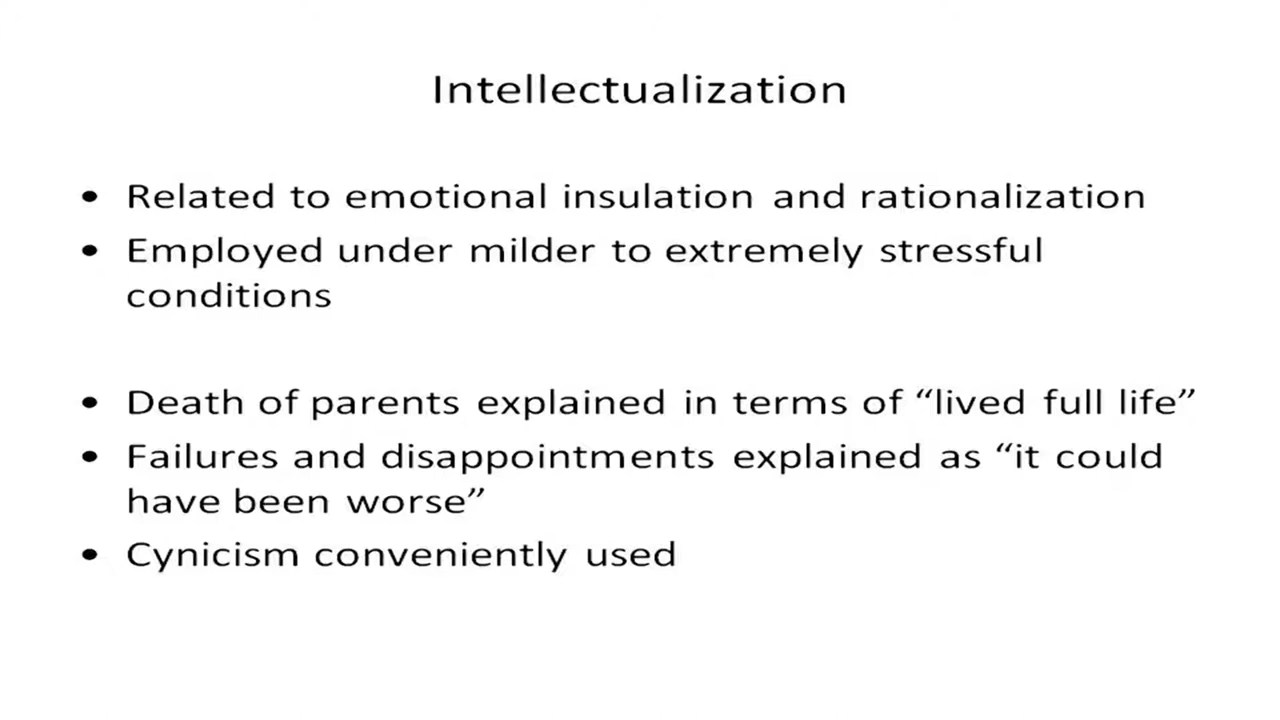 Intellectualization
• Related to emotional insulation and rationalization
• Employed under milder to extremely stressful
conditions
• Death of parents explained in terms of “lived full life”
• Failures and disappointments explained as “it could
have been worse”
• Cynicism conveniently used